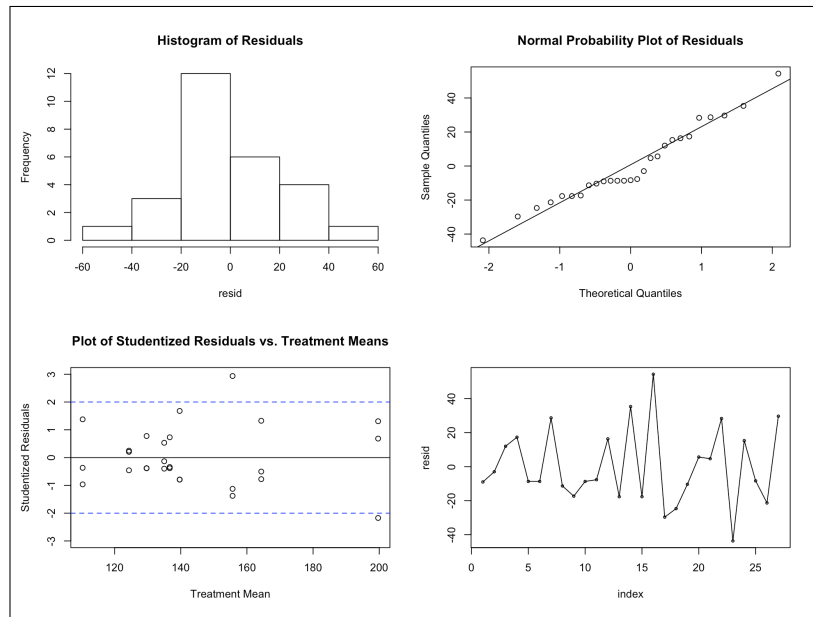 Histogram of Residuals
Frequency
0 2 4 6 8 10 12
-60 -40 -20 0 20 40 60
resid
Normal Probability Plot of Residuals
Sample Quantiles
-40 -20 0 20 40
-2 -1 0 1 2
Theoretical Quantiles
Plot of Studentized Residuals vs. Treatment Means
Studentized Residuals
-3 -2 -1 0 1 2 3
120 140 160 180 200
Treatment Mean
resid
-40 -20 0 20 40
0 5 10 15 20 25
index